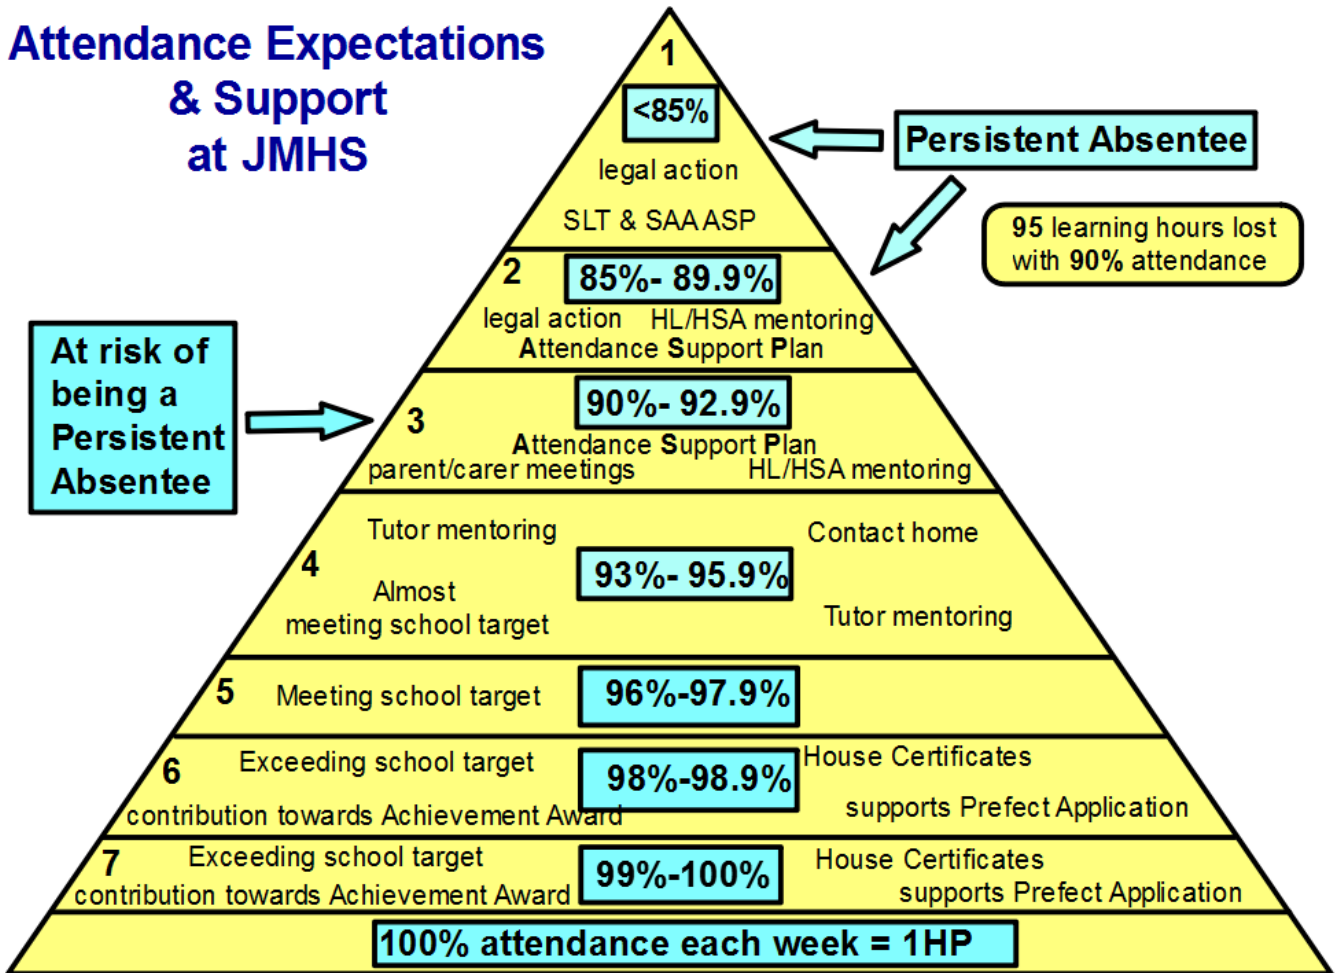 Attendance Expectations
& Support
at JMHS
1
<85%
legal action
SLT & SAA ASP
Persistent Absentee
95 learning hours lost
with 90% attendance
2
85%- 89.9%
legal action HL/HSA mentoring
Attendance Support Plan
At risk of
being a
Persistent
Absentee
3
90%- 92.9%
Attendance Support Plan
parent/carer meetings HL/HSA mentoring
4
Tutor mentoring
Almost
meeting school target
93%- 95.9%
Contact home
Tutor mentoring
5
Meeting school target
96%-97.9%
6
Exceeding school target
contribution towards Achievement Award
98%-98.9%
House Certificates
supports Prefect Application
7
Exceeding school target
contribution towards Achievement Award
99%-100%
House Certificates
supports Prefect Application
100% attendance each week = 1HP